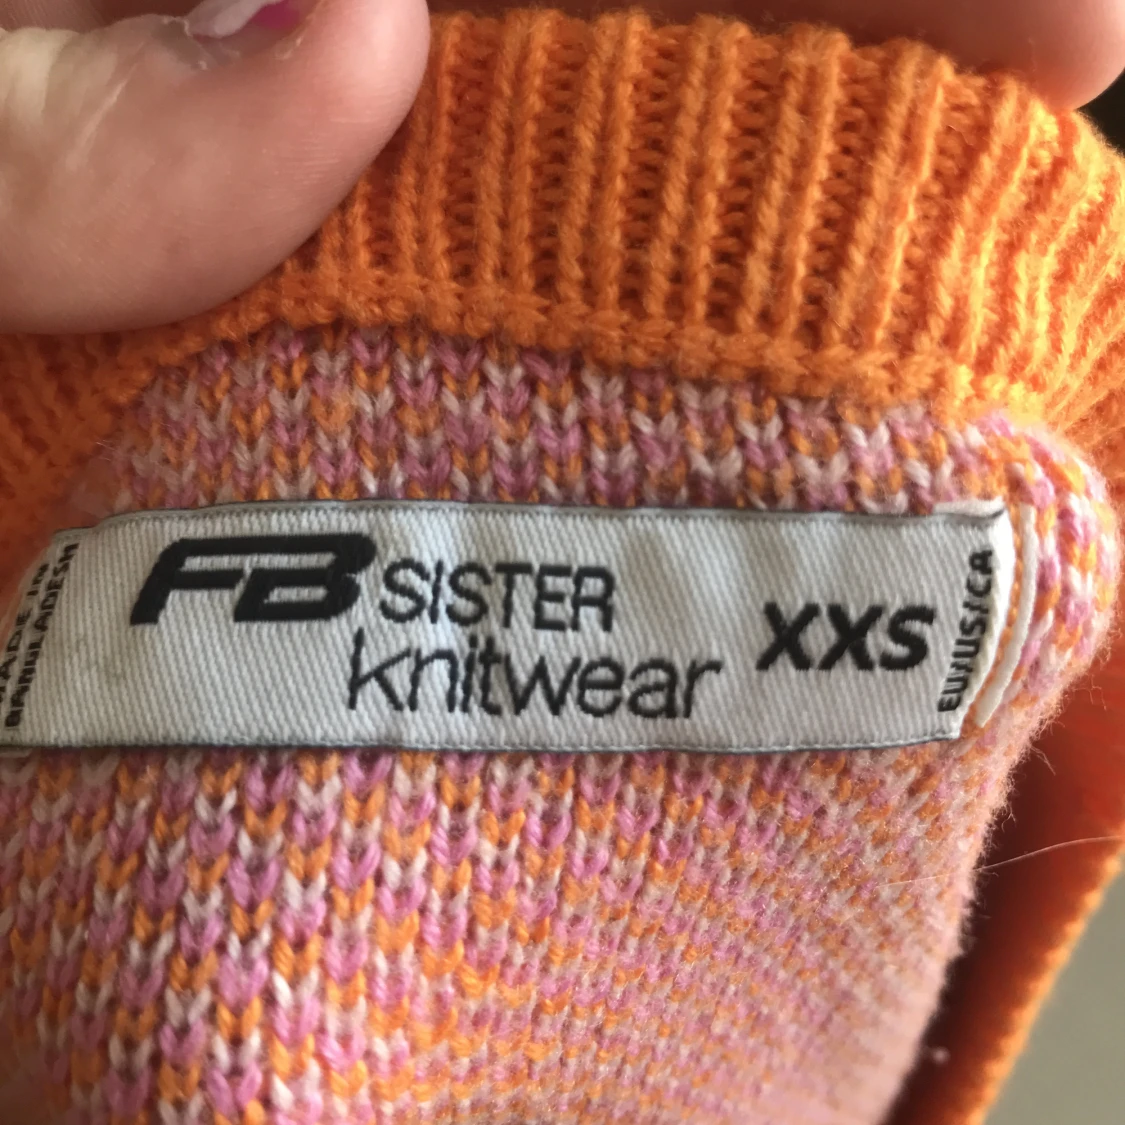 MADE IN
BANGLADESH
FB SISTER
knitwear
XXS
EU/US/CA